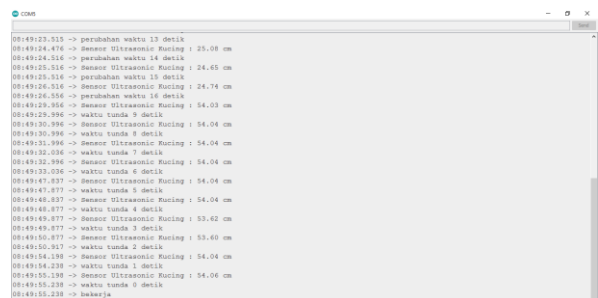 COM5
Send
08:49:23.515 -> perubahan waktu 13 detik
08:49:24.476 -> Sensor Ultrasonic Kucing : 25.08 cm
08:49:24.516 -> perubahan waktu 14 detik
08:49:25.516 -> Sensor Ultrasonic Kucing : 24.65 cm
08:49:25.516 -> perubahan waktu 15 detik
08:49:26.516 -> Sensor Ultrasonic Kucing : 24.74 cm
08:49:26.556 -> perubahan waktu 16 detik
08:49:29.956 -> Sensor Ultrasonic Kucing : 54.03 cm
08:49:29.996 -> waktu tunda 9 detik
08:49:30.996 -> Sensor Ultrasonic Kucing : 54.04 cm
08:49:30.996 -> waktu tunda 8 detik
08:49:31.996 -> Sensor Ultrasonic Kucing : 54.04 cm
08:49:32.036 -> waktu tunda 7 detik
08:49:32.996 -> Sensor Ultrasonic Kucing : 54.04 cm
08:49:33.036 -> waktu tunda 6 detik
08:49:47.837 -> Sensor Ultrasonic Kucing : 54.04 cm
08:49:47.877 -> waktu tunda 5 detik
08:49:48.837 -> Sensor Ultrasonic Kucing : 54.04 cm
08:49:48.877 -> waktu tunda 4 detik
08:49:49.877 -> Sensor Ultrasonic Kucing : 53.62 cm
08:49:49.877 -> waktu tunda 3 detik
08:49:50.877 -> Sensor Ultrasonic Kucing : 53.60 cm
08:49:50.917 -> waktu tunda 2 detik
08:49:54.198 -> Sensor Ultrasonic Kucing : 54.04 cm
08:49:54.238 -> waktu tunda 1 detik
08:49:55.198 -> Sensor Ultrasonic Kucing : 54.06 cm
08:49:55.238 -> waktu tunda 0 detik
08:49:55.238 -> bekerja